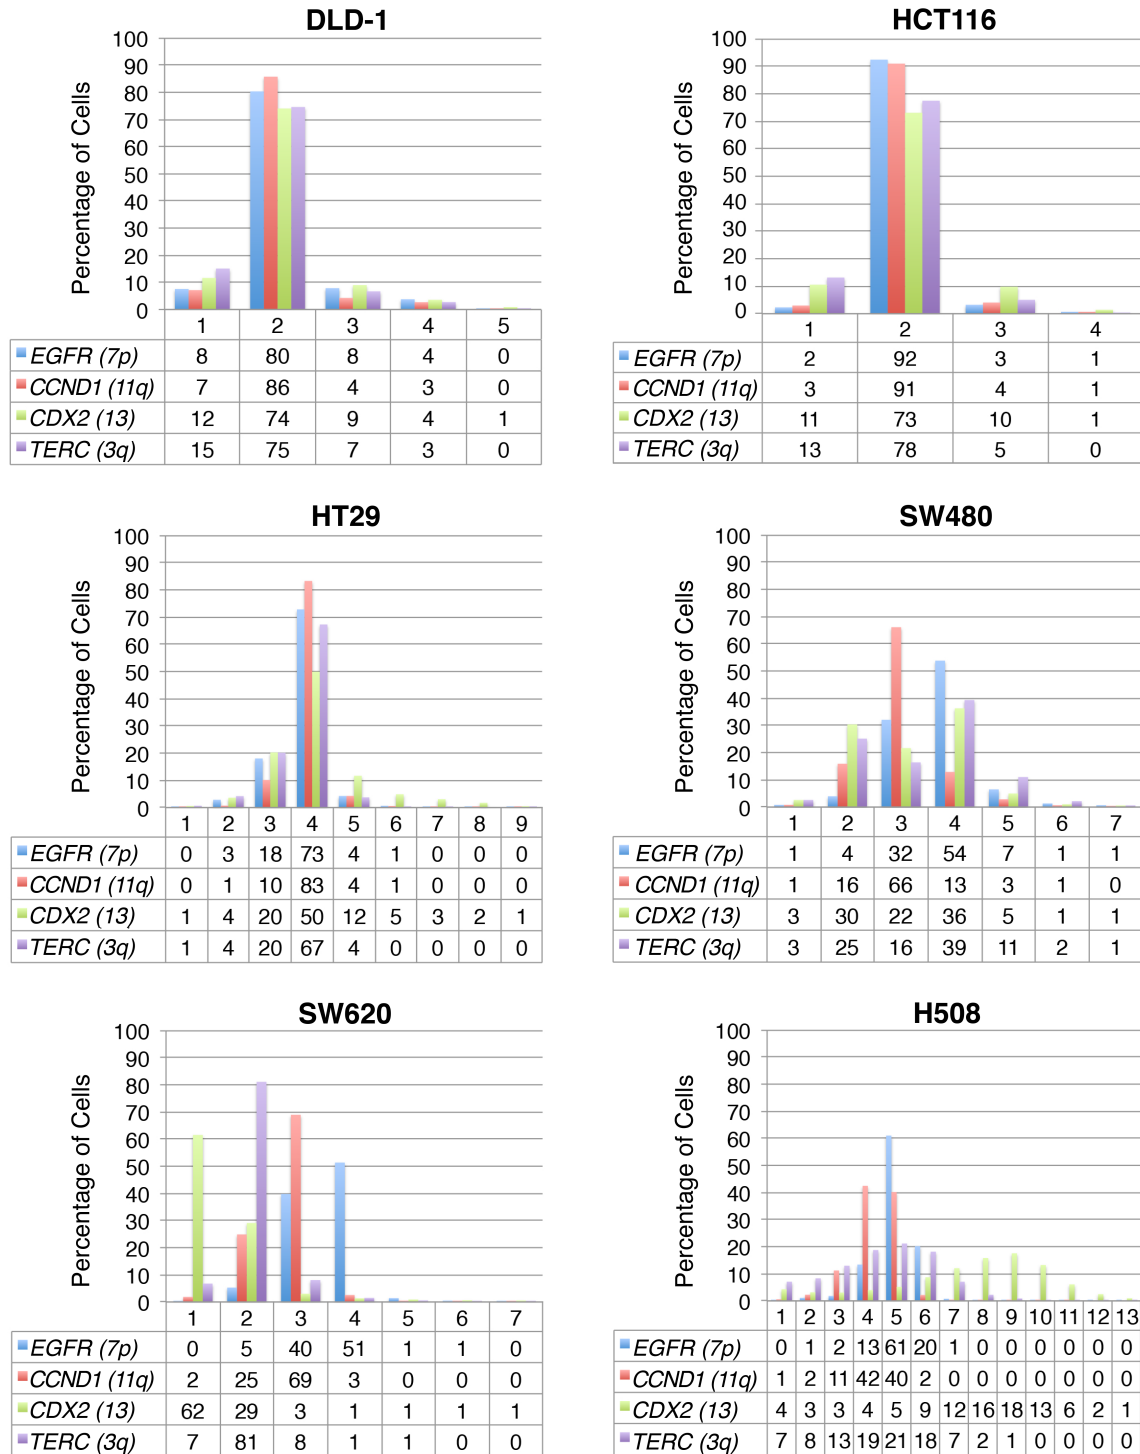 DLD-1
Percentage of Cells
100
90
80
70
60
50
40
30
20
10
0
1 2 3 4 5
EGFR (7p) 8 80 8 4 0
CCND1 (11q) 7 86 4 3 0
CDX2 (13) 12 74 9 4 1
TERC (3q) 15 75 7 3 0
HCT116
Percentage of Cells
100
90
80
70
60
50
40
30
20
10
0
1 2 3 4
EGFR (7p) 2 92 3 1
CCND1 (11q) 3 91 4 1
CDX2 (13) 11 73 10 1
TERC (3q) 13 78 5 0
HT29
Percentage of Cells
100
90
80
70
60
50
40
30
20
10
0
1 2 3 4 5 6 7 8 9
EGFR (7p) 0 3 18 73 4 1 0 0 0
CCND1 (11q) 0 1 10 83 4 1 0 0 0
CDX2 (13) 1 4 20 50 12 5 3 2 1
TERC (3q) 1 4 20 67 4 0 0 0 0
SW480
Percentage of Cells
100
90
80
70
60
50
40
30
20
10
0
1 2 3 4 5 6 7
EGFR (7p) 1 4 32 54 7 1 1
CCND1 (11q) 1 16 66 13 3 1 0
CDX2 (13) 3 30 22 36 5 1 1
TERC (3q) 3 25 16 39 11 2 1
SW620
Percentage of Cells
100
90
80
70
60
50
40
30
20
10
0
1 2 3 4 5 6 7
EGFR (7p) 0 5 40 51 1 1 0
CCND1 (11q) 2 25 69 3 0 0 0
CDX2 (13) 62 29 3 1 1 1 1
TERC (3q) 7 81 8 1 1 0 0
H508
Percentage of Cells
100
90
80
70
60
50
40
30
20
10
0
1 2 3 4 5 6 7 8 9 10 11 12 13
EGFR (7p) 0 1 2 13 61 20 1 0 0 0 0 0 0
CCND1 (11q) 1 2 11 42 40 2 0 0 0 0 0 0 0
CDX2 (13) 4 3 3 4 5 9 12 16 18 13 6 2 1
TERC (3q) 7 8 13 19 21 18 7 2 1 0 0 0 0